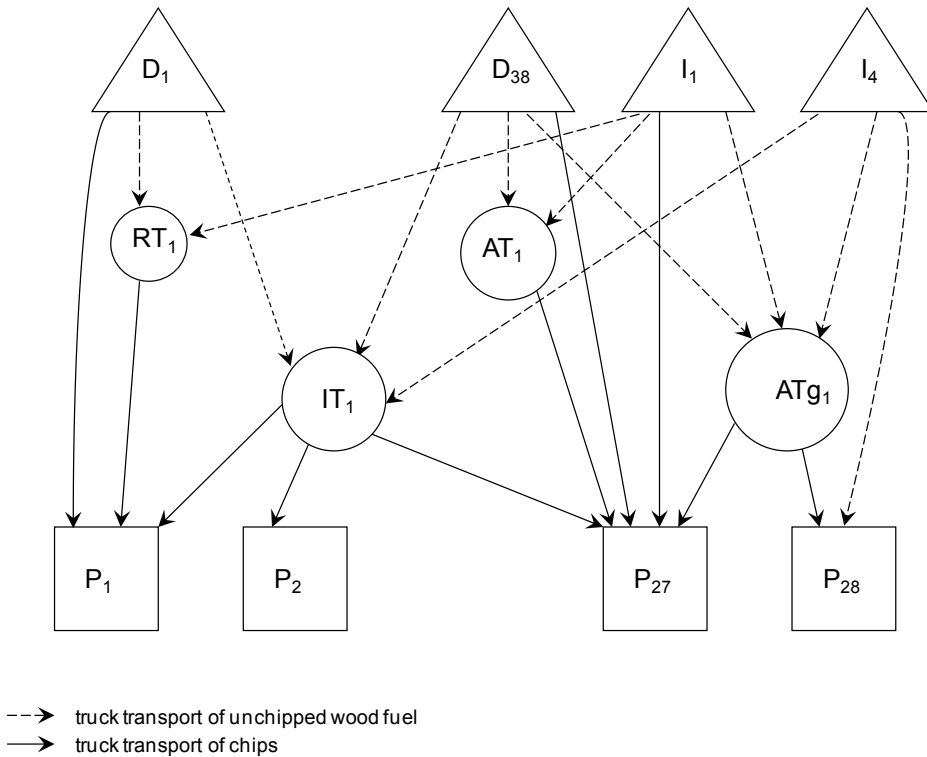 D₁ D₃₈ I₁ I₄
RT₁ AT₁
IT₁ ATg₁
P₁ P₂ P₂₇ P₂₈
truck transport of unchipped wood fuel
truck transport of chips